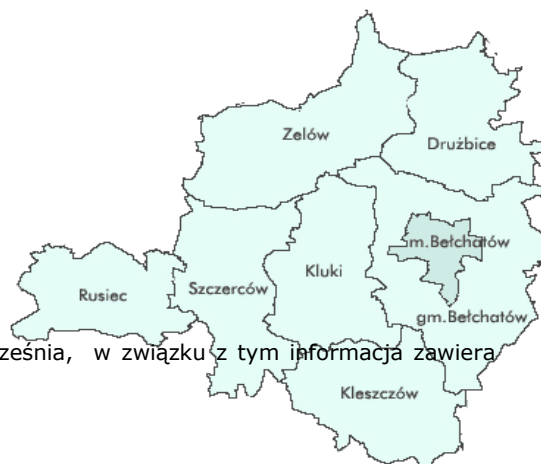 Zelów
Drużbice
m.Bełchatów
Kluki
Szczerców
Rusiec
gm.Bełchatów
ześnia, w związku z tym informacja zawiera
Kleszczów